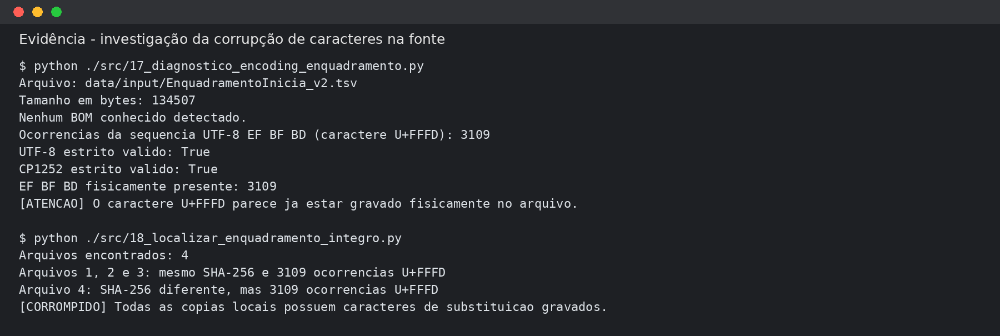 Evidência - investigação da corrupção de caracteres na fonte
$ python ./src/17_diagnostico_encoding_enquadramento.py
Arquivo: data/input/EnquadramentoInicia_v2.tsv
Tamanho em bytes: 134507
Nenhum BOM conhecido detectado.
Ocorrencias da sequencia UTF-8 EF BF BD (caractere U+FFFD): 3109
UTF-8 estrito valido: True
CP1252 estrito valido: True
EF BF BD fisicamente presente: 3109
[ATENCAO] O caractere U+FFFD parece ja estar gravado fisicamente no arquivo.
$ python ./src/18_localizar_enquadramento_integro.py
Arquivos encontrados: 4
Arquivos 1, 2 e 3: mesmo SHA-256 e 3109 ocorrencias U+FFFD
Arquivo 4: SHA-256 diferente, mas 3109 ocorrencias U+FFFD
[CORROMPIDO] Todas as copias locais possuem caracteres de substituicao gravados.